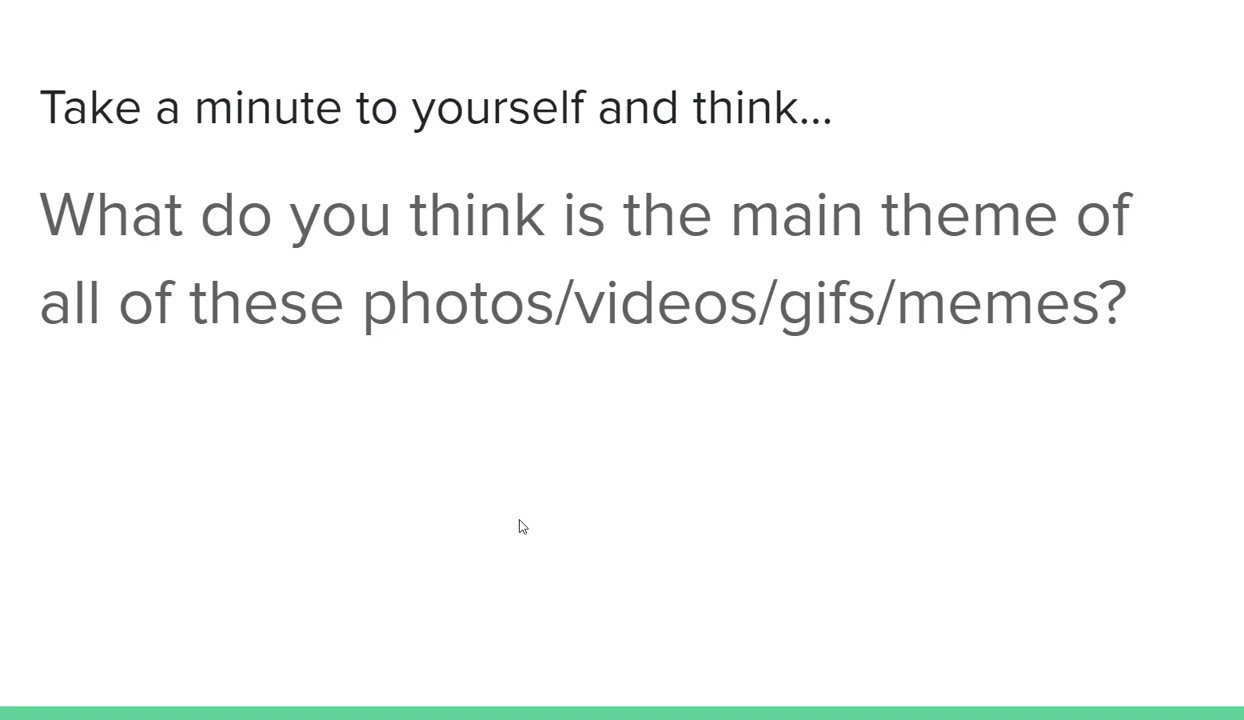 Take a minute to yourself and think...
What do you think is the main theme of
all of these photos/videos/gifs/memes?